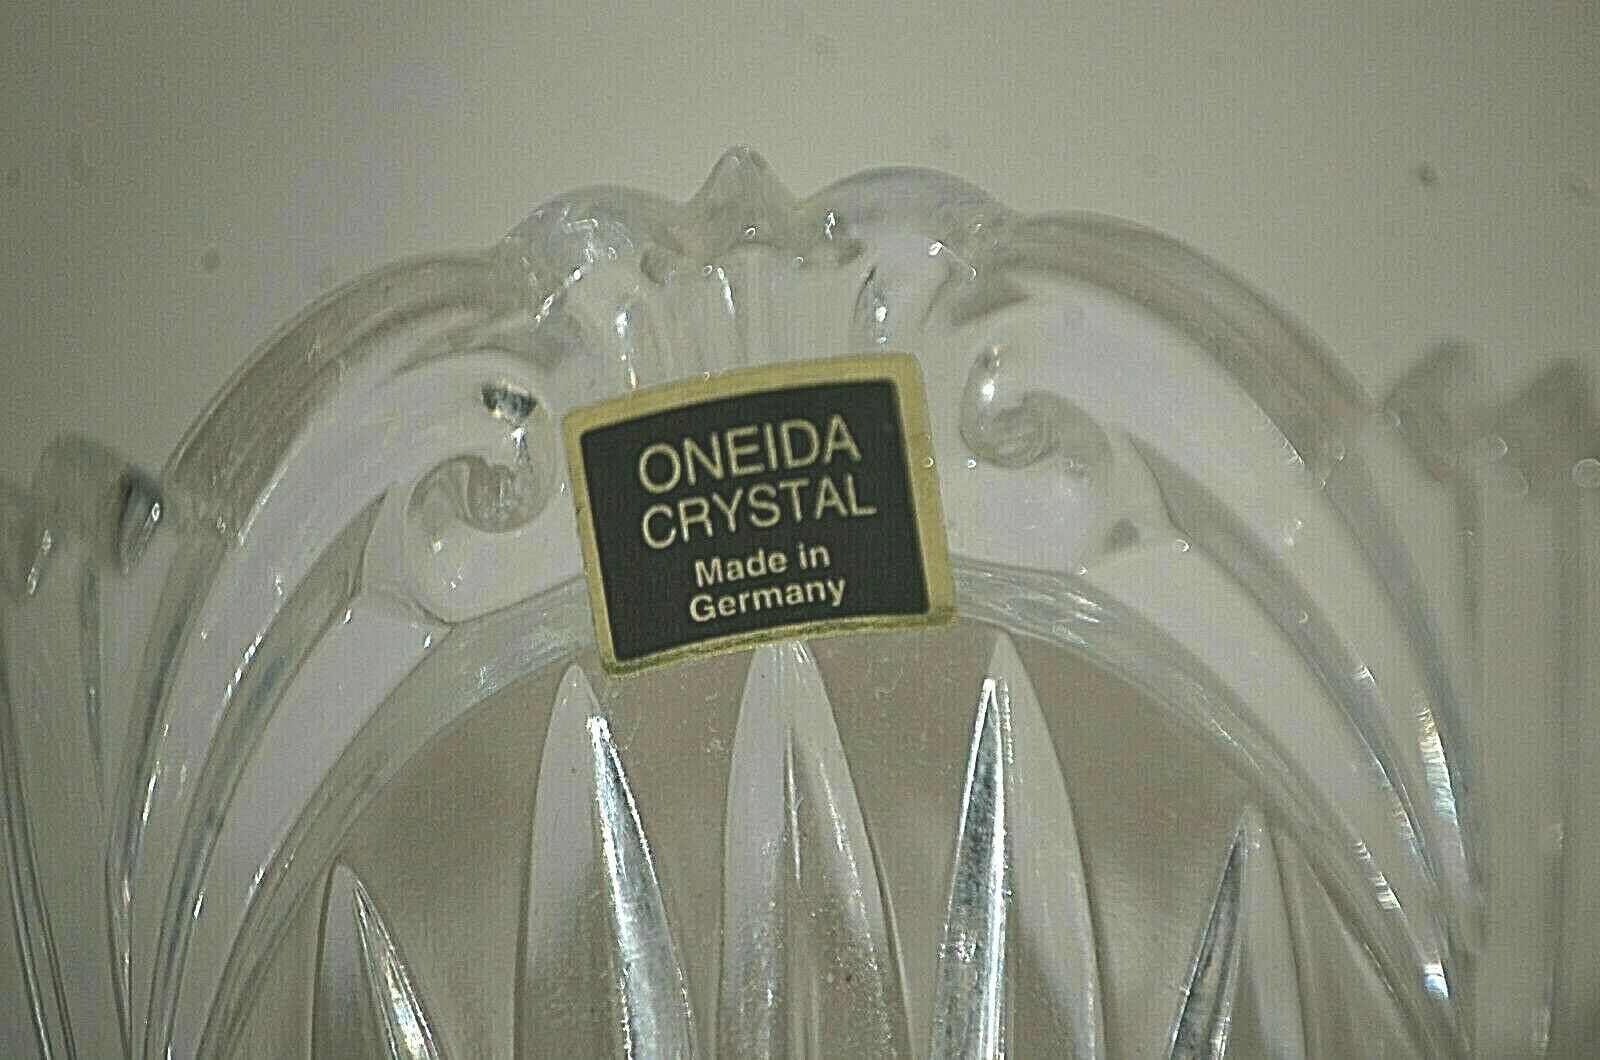 ONEIDA
CRYSTAL
Made in
Germany